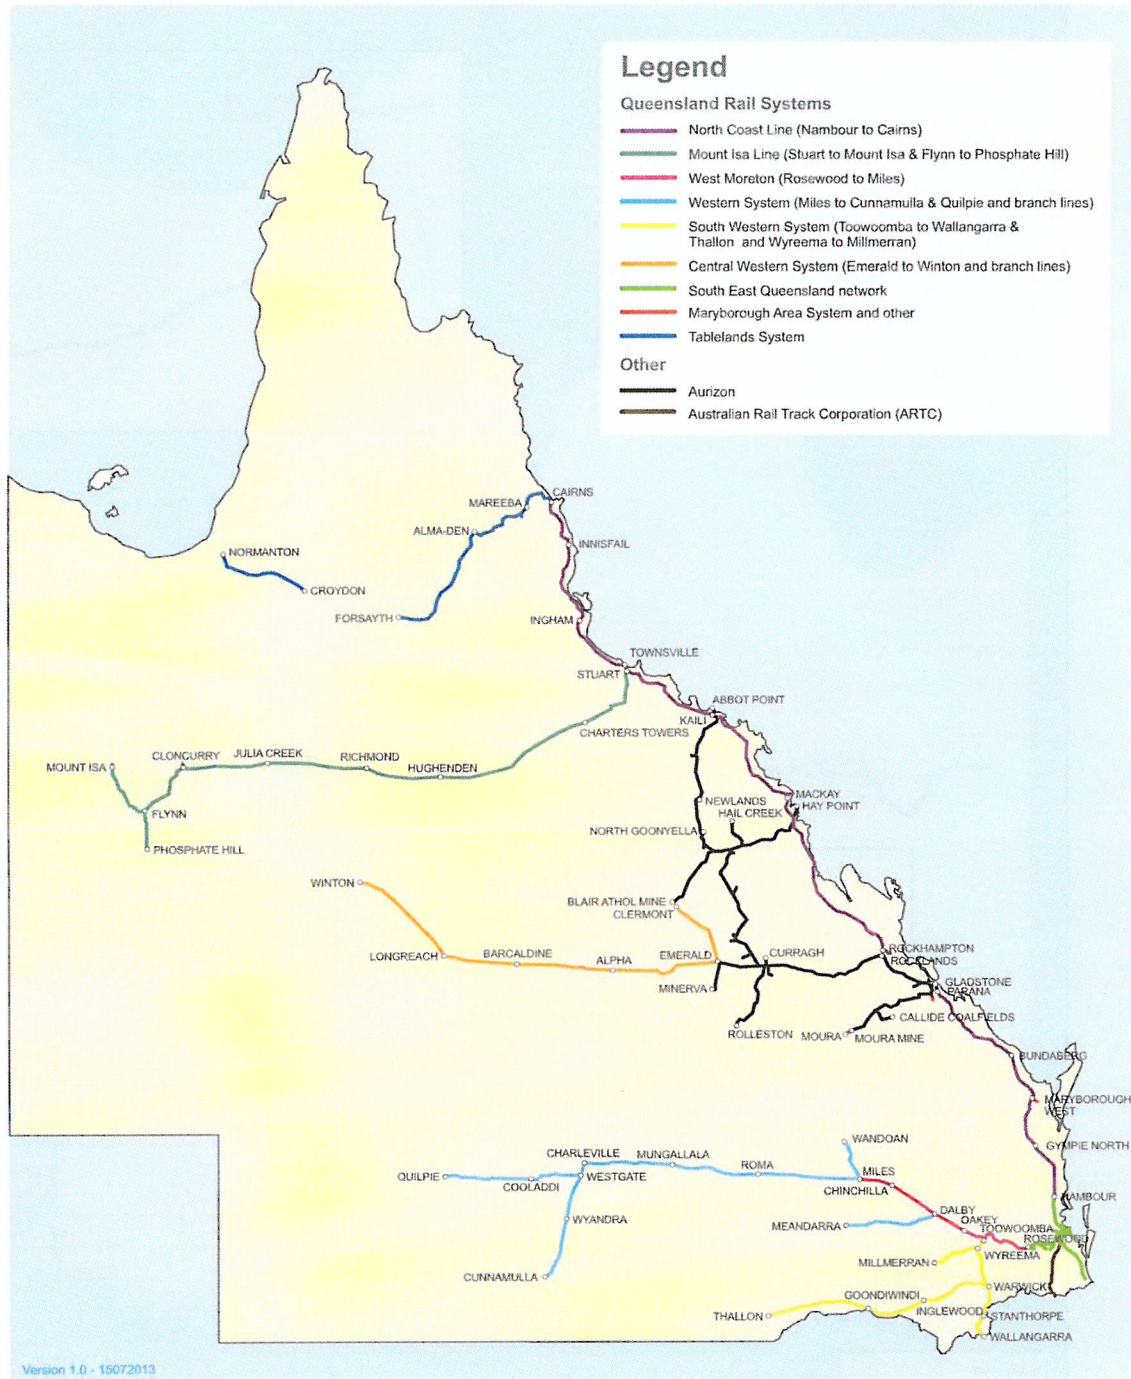 Legend
Queensland Rail Systems
North Coast Line (Nambour to Cairns)
Mount Isa Line (Stuart to Mount Isa & Flynn to Phosphate Hill)
West Moreton (Rosewood to Miles)
Western System (Miles to Cunnamulla & Quilpie and branch lines)
South Western System (Toowoomba to Wallangarra &
Thallon and Wyreema to Millmerran)
Central Western System (Emerald to Winton and branch lines)
South East Queensland network
Maryborough Area System and other
Tablelands System
Other
Aurizon
Australian Rail Track Corporation (ARTC)
CAIRNS
MAREEBA
ALMA-DEN
INNISFAIL
NORMANTON
CROYDON
FORSAYTH
INGHAM
TOWNSVILLE
STUART
ABBOT POINT
KAILI
CHARTERS TOWERS
CLONCURRY
JULIA CREEK
RICHMOND
HUGHENDEN
MOUNT ISA
FLYNN
PHOSPHATE HILL
MACKAY
HAY POINT
NEWLANDS
HAIL CREEK
NORTH GOONYELLA
WINTON
BLAIR ATHOL MINE
CLERMONT
LONGREACH
BARCALDINE
ALPHA
EMERALD
CURRAGH
ROCKHAMPTON
ROCKLANDS
MINERVA
GLADSTONE
PARANA
CALLIDE COALFIELDS
ROLLESTON
MOURA
MOURA MINE
BUNDABERG
MARYBOROUGH
WEST
GYMPIE NORTH
WANDOAN
CHARLEVILLE
MUNGALLALA
ROMA
MILES
QUILPIE
COOLADDI
WESTGATE
CHINCHILLA
NAMBOUR
WYANDRA
MEANDARRA
DALBY
OAKEY
TOOWOOMBA
ROSEWOOD
WYREEMA
MILLMERRAN
CUNNAMULLA
WARWICK
GOONDIWINDI
INGLEWOOD
THALLON
STANTHORPE
WALLANGARRA
Version 1.0 - 15072013